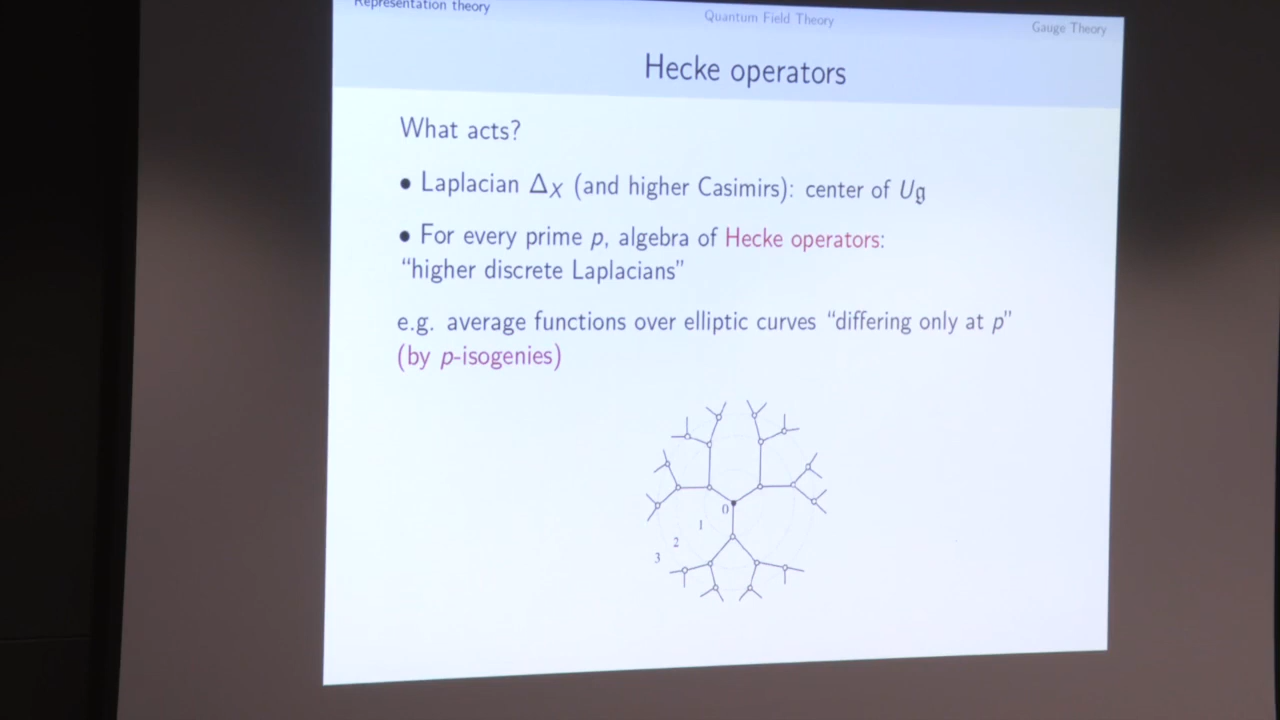 Representation theory
Quantum Field Theory
Gauge Theory
Hecke operators
What acts?
• Laplacian Δ_X (and higher Casimirs): center of U𝔤
• For every prime p, algebra of Hecke operators:
“higher discrete Laplacians”
e.g. average functions over elliptic curves “differing only at p”
(by p-isogenies)
0
1
2
3